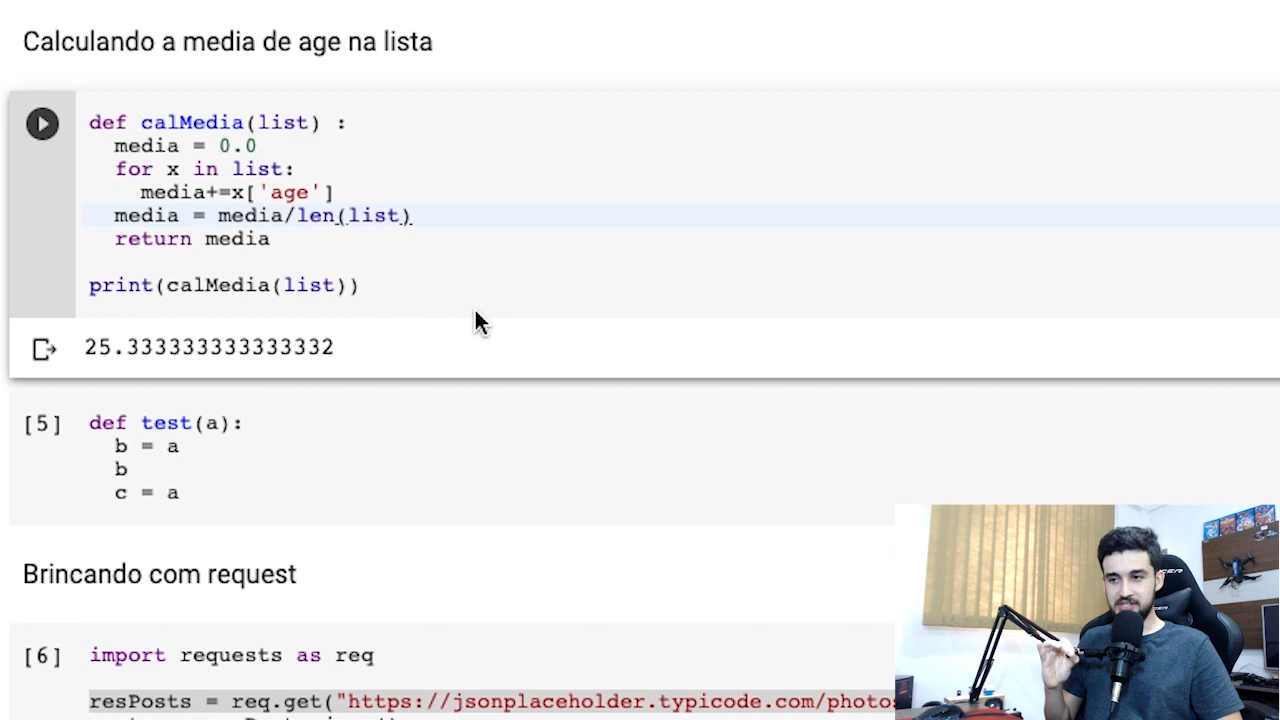 Calculando a media de age na lista
def calMedia(list) :
media = 0.0
for x in list:
media+=x['age']
media = media/len(list)
return media
print(calMedia(list))
25.333333333333332
[5] def test(a):
b = a
b
c = a
Brincando com request
[6] import requests as req
resPosts = req.get("https://jsonplaceholder.typicode.com/photos